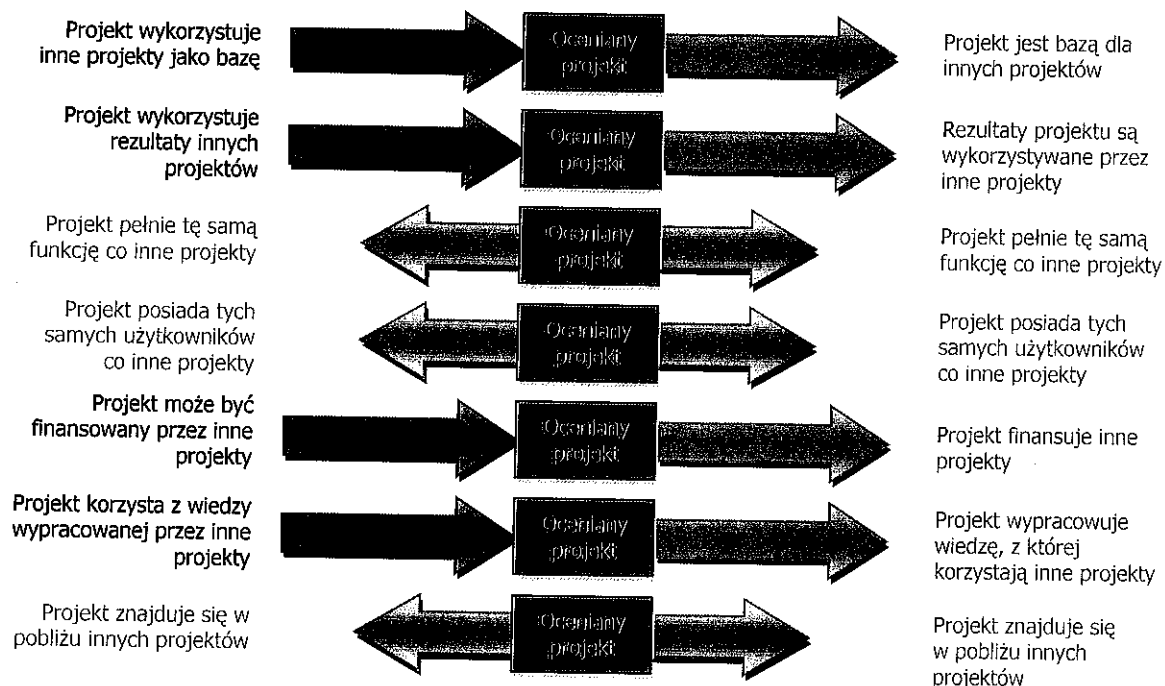 Projekt wykorzystuje
inne projekty jako bazę
Oceniany
projekt
Projekt jest bazą dla
innych projektów
Projekt wykorzystuje
rezultaty innych
projektów
Oceniany
projekt
Rezultaty projektu są
wykorzystywane przez
inne projekty
Projekt pełnie tę samą
funkcję co inne projekty
Oceniany
projekt
Projekt pełnie tę samą
funkcję co inne projekty
Projekt posiada tych
samych użytkowników
co inne projekty
Oceniany
projekt
Projekt posiada tych
samych użytkowników
co inne projekty
Projekt może być
finansowany przez inne
projekty
Oceniany
projekt
Projekt finansuje inne
projekty
Projekt korzysta z wiedzy
wypracowanej przez inne
projekty
Oceniany
projekt
Projekt wypracowuje
wiedzę, z której
korzystają inne projekty
Projekt znajduje się w
pobliżu innych projektów
Oceniany
projekt
Projekt znajduje się
w pobliżu innych
projektów